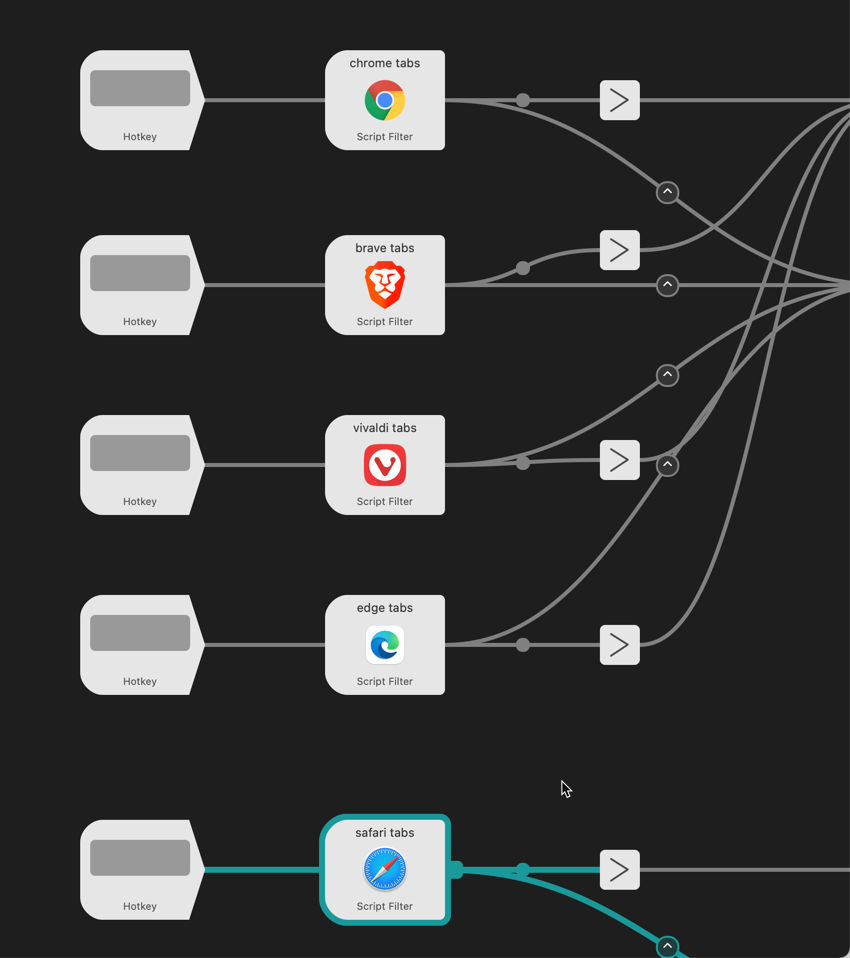 chrome tabs
Hotkey
Script Filter
brave tabs
Hotkey
Script Filter
vivaldi tabs
Hotkey
Script Filter
edge tabs
Hotkey
Script Filter
safari tabs
Hotkey
Script Filter